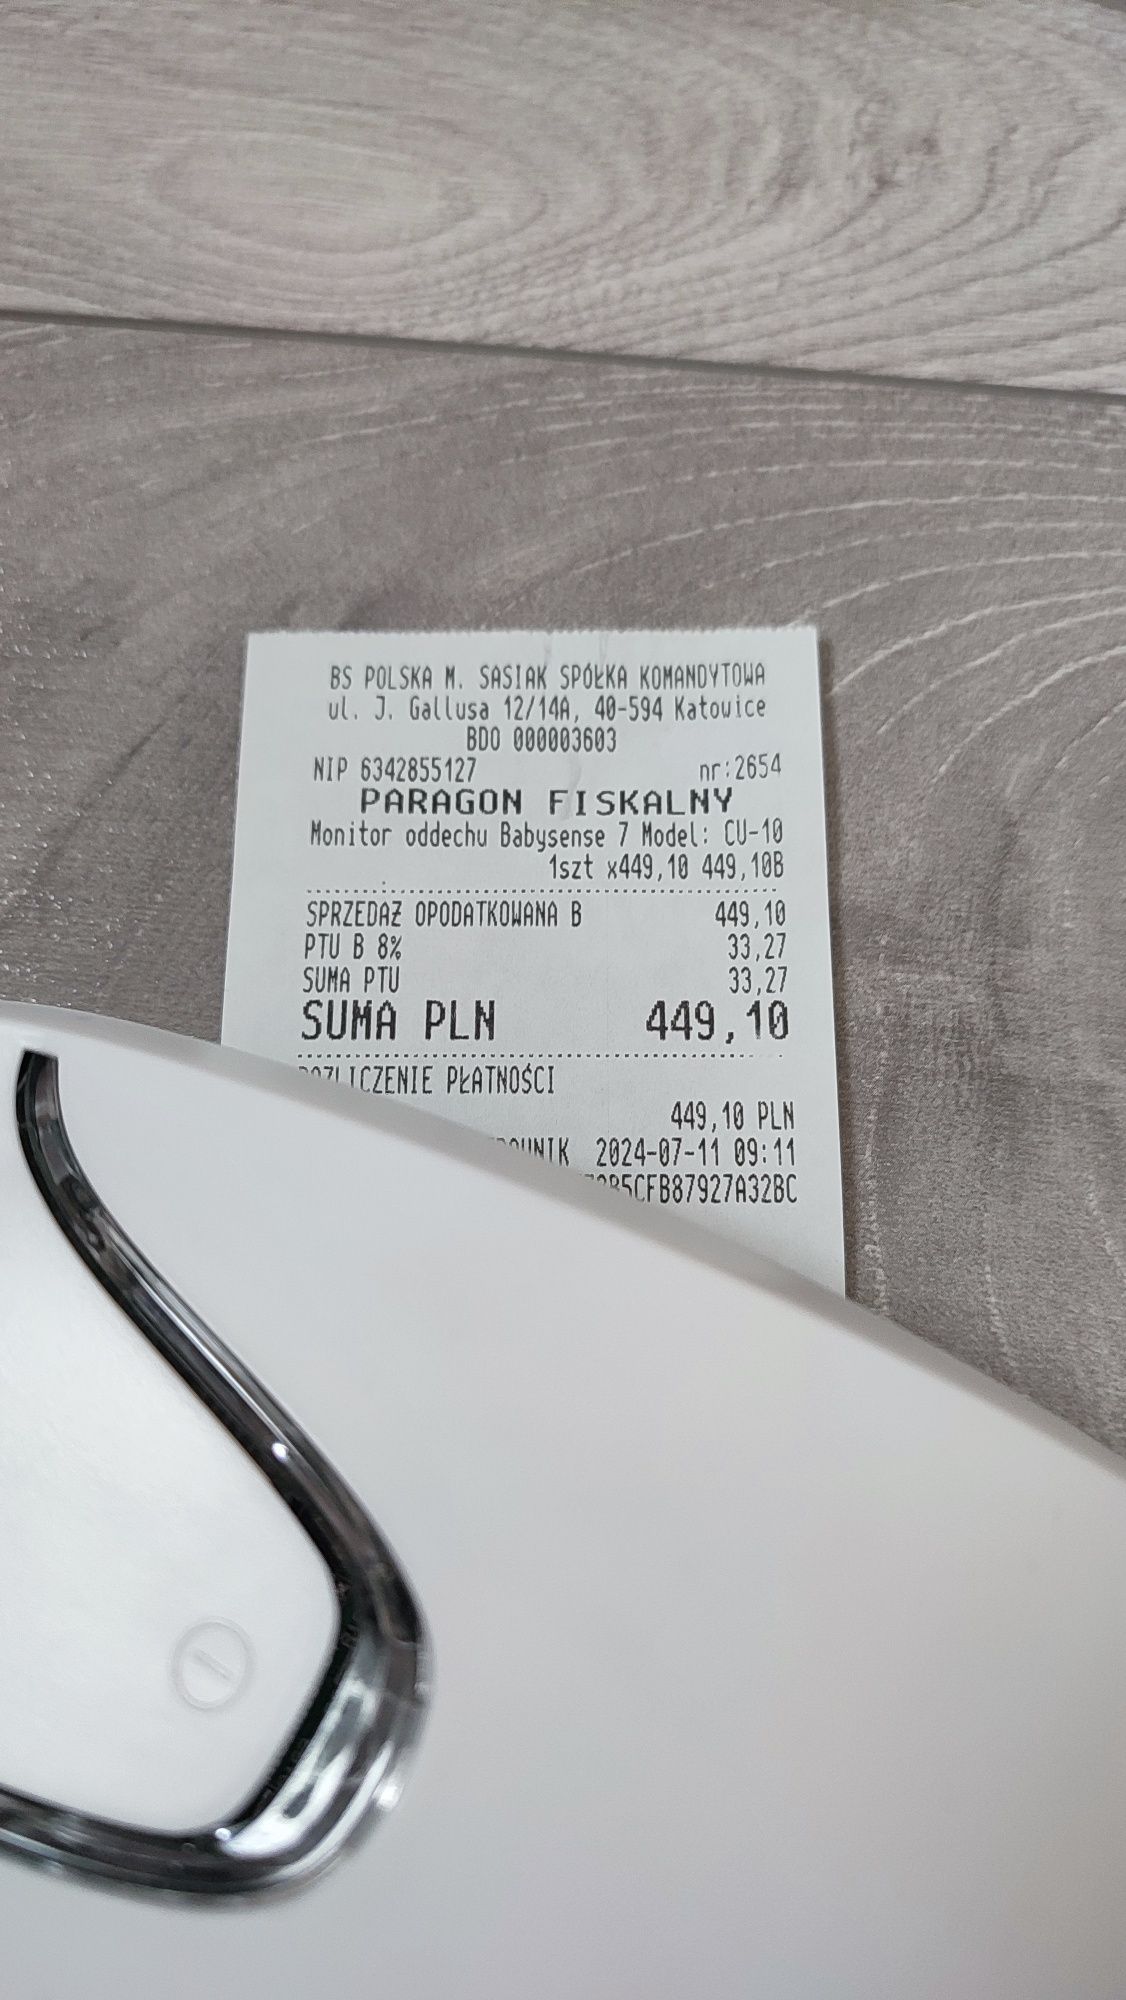 BS POLSKA M. SASIAK SPÓŁKA KOMANDYTOWA
ul. J. Gallusa 12/14A, 40-594 Katowice
BDO 000003603
NIP 6342855127 nr:2654
PARAGON FISKALNY
Monitor oddechu Babysense 7 Model: CU-10
1szt x449,10 449,10B
SPRZEDAŻ OPODATKOWANA B 449,10
PTU B 8% 33,27
SUMA PTU 33,27
SUMA PLN 449,10
ROZLICZENIE PŁATNOŚCI
449,10 PLN
2024-07-11 09:11
5CFB87927A32BC